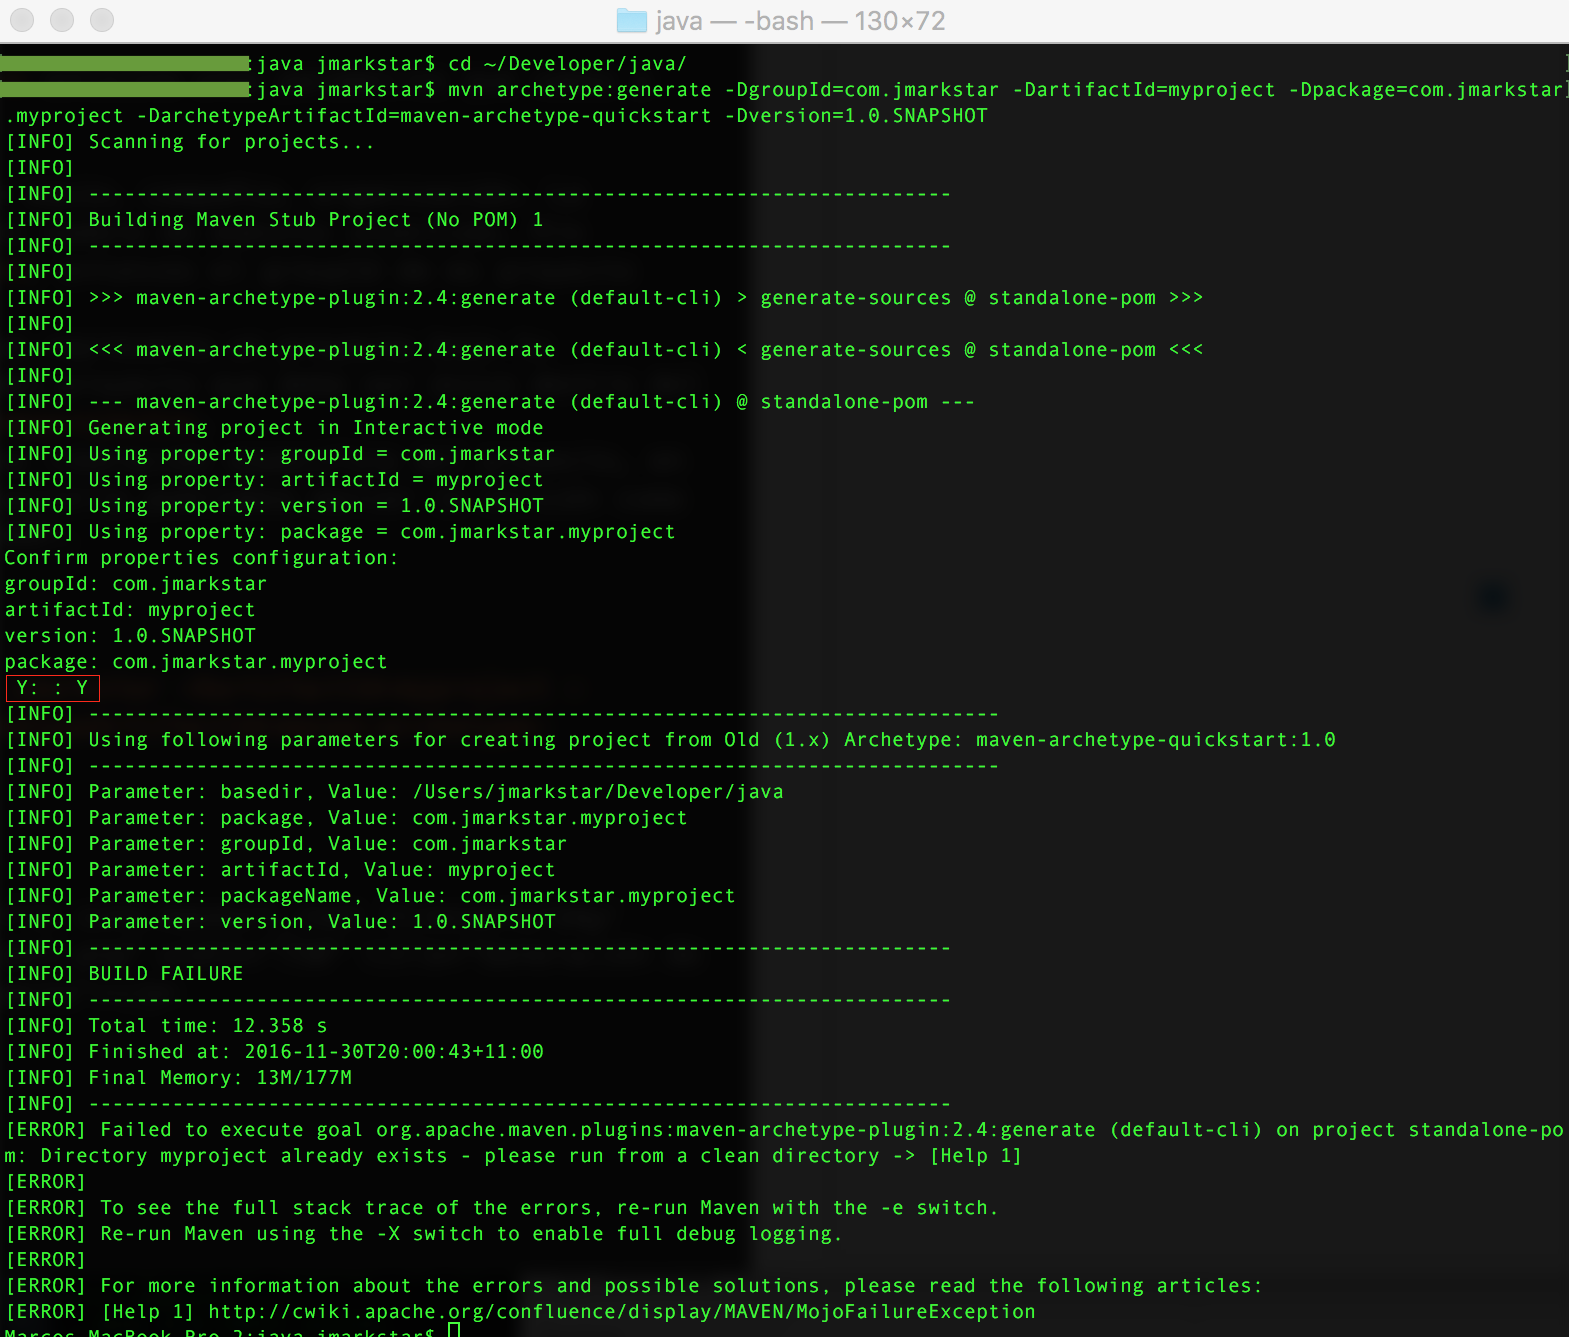 java — -bash — 130×72
:java jmarkstar$ cd ~/Developer/java/
:java jmarkstar$ mvn archetype:generate -DgroupId=com.jmarkstar -DartifactId=myproject -Dpackage=com.jmarkstar
.myproject -DarchetypeArtifactId=maven-archetype-quickstart -Dversion=1.0.SNAPSHOT
[INFO] Scanning for projects...
[INFO]
[INFO] ------------------------------------------------------------------------
[INFO] Building Maven Stub Project (No POM) 1
[INFO] ------------------------------------------------------------------------
[INFO]
[INFO] >>> maven-archetype-plugin:2.4:generate (default-cli) > generate-sources @ standalone-pom >>>
[INFO]
[INFO] <<< maven-archetype-plugin:2.4:generate (default-cli) < generate-sources @ standalone-pom <<<
[INFO]
[INFO] --- maven-archetype-plugin:2.4:generate (default-cli) @ standalone-pom ---
[INFO] Generating project in Interactive mode
[INFO] Using property: groupId = com.jmarkstar
[INFO] Using property: artifactId = myproject
[INFO] Using property: version = 1.0.SNAPSHOT
[INFO] Using property: package = com.jmarkstar.myproject
Confirm properties configuration:
groupId: com.jmarkstar
artifactId: myproject
version: 1.0.SNAPSHOT
package: com.jmarkstar.myproject
Y: : Y
[INFO] ----------------------------------------------------------------------------
[INFO] Using following parameters for creating project from Old (1.x) Archetype: maven-archetype-quickstart:1.0
[INFO] ----------------------------------------------------------------------------
[INFO] Parameter: basedir, Value: /Users/jmarkstar/Developer/java
[INFO] Parameter: package, Value: com.jmarkstar.myproject
[INFO] Parameter: groupId, Value: com.jmarkstar
[INFO] Parameter: artifactId, Value: myproject
[INFO] Parameter: packageName, Value: com.jmarkstar.myproject
[INFO] Parameter: version, Value: 1.0.SNAPSHOT
[INFO] ------------------------------------------------------------------------
[INFO] BUILD FAILURE
[INFO] ------------------------------------------------------------------------
[INFO] Total time: 12.358 s
[INFO] Finished at: 2016-11-30T20:00:43+11:00
[INFO] Final Memory: 13M/177M
[INFO] ------------------------------------------------------------------------
[ERROR] Failed to execute goal org.apache.maven.plugins:maven-archetype-plugin:2.4:generate (default-cli) on project standalone-po
m: Directory myproject already exists - please run from a clean directory -> [Help 1]
[ERROR]
[ERROR] To see the full stack trace of the errors, re-run Maven with the -e switch.
[ERROR] Re-run Maven using the -X switch to enable full debug logging.
[ERROR]
[ERROR] For more information about the errors and possible solutions, please read the following articles:
[ERROR] [Help 1] http://cwiki.apache.org/confluence/display/MAVEN/MojoFailureException
Marcos-MacBook-Pro-2:java jmarkstar$